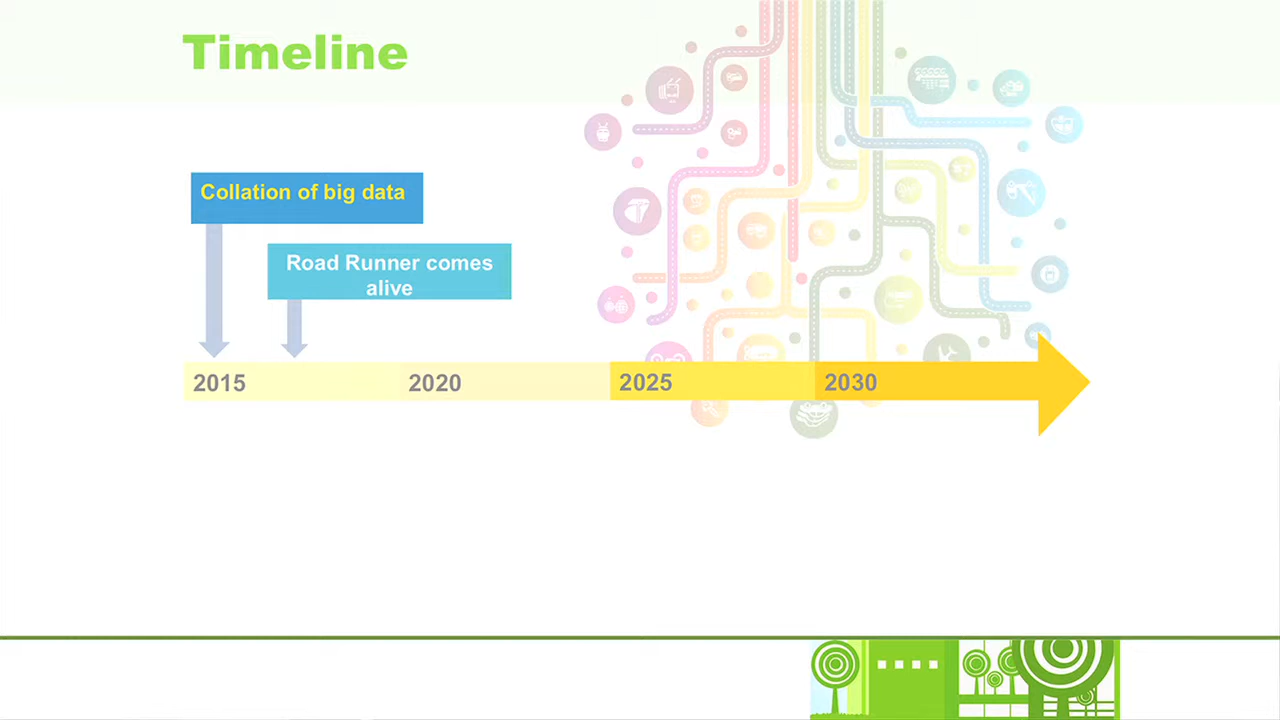 Timeline
Collation of big data
Road Runner comes
alive
2015
2020
2025
2030